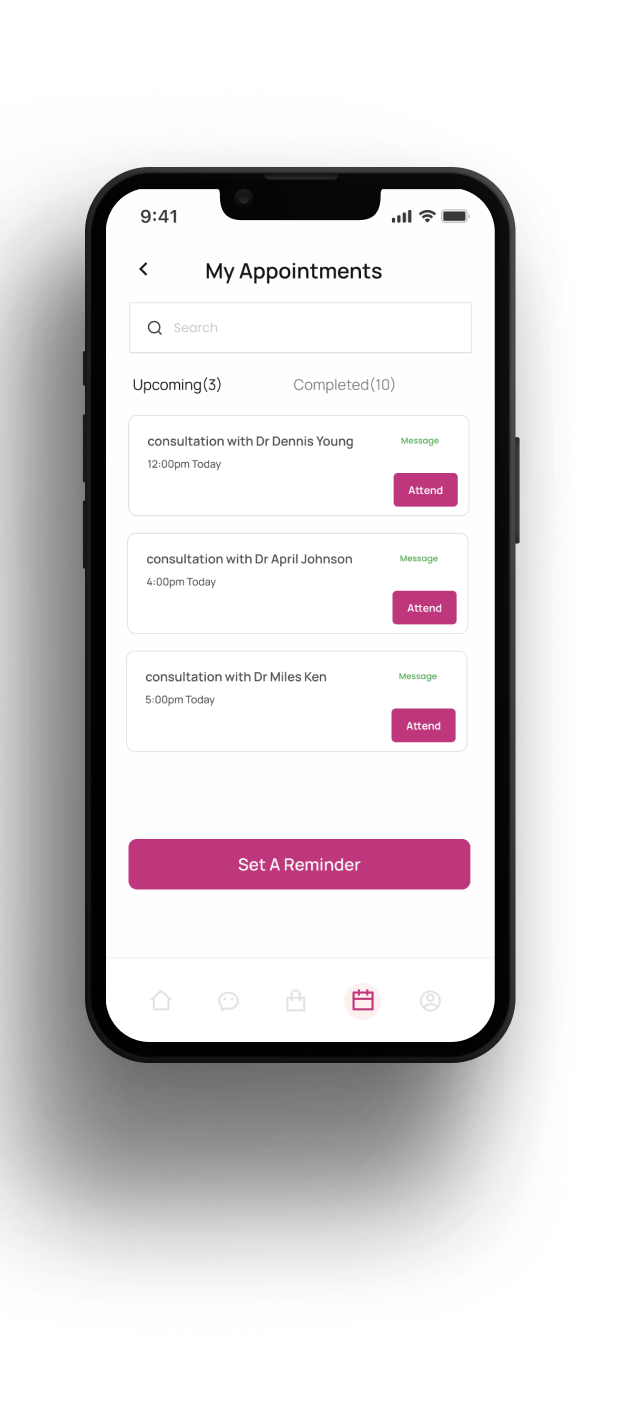 9:41
My Appointments
Search
Upcoming(3) Completed(10)
consultation with Dr Dennis Young Message
12:00pm Today
Attend
consultation with Dr April Johnson Message
4:00pm Today
Attend
consultation with Dr Miles Ken Message
5:00pm Today
Attend
Set A Reminder